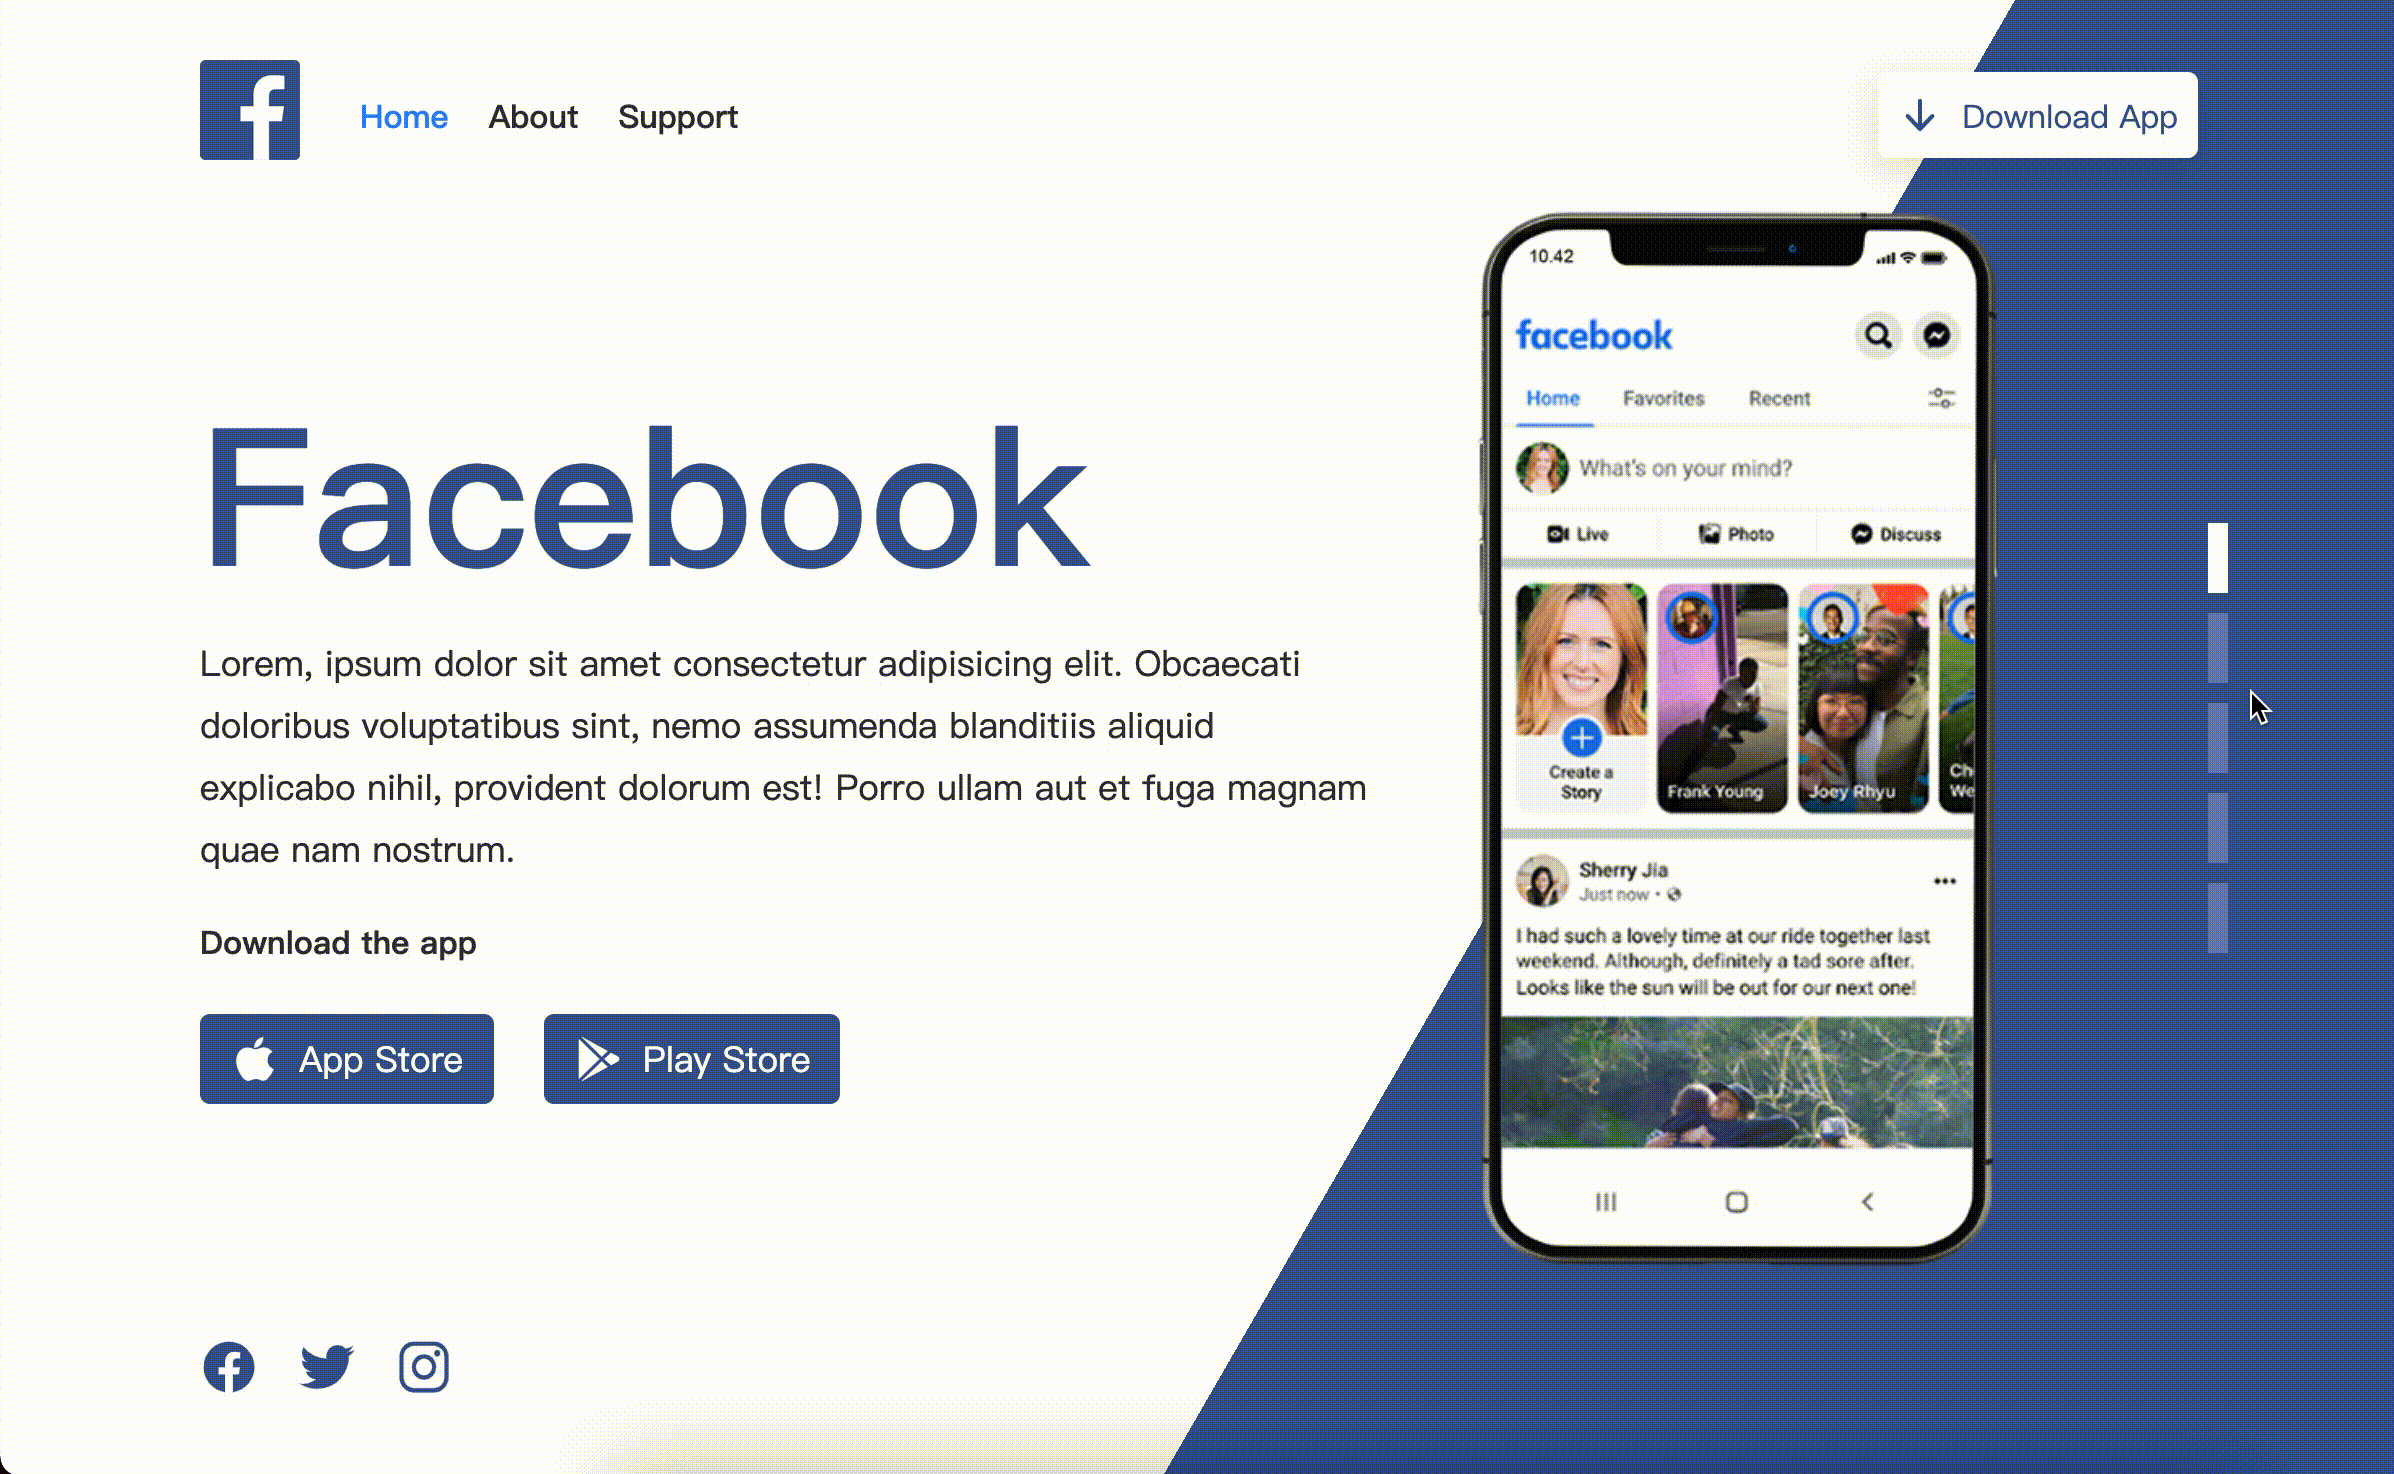 Home About Support
Download App
Facebook
Lorem, ipsum dolor sit amet consectetur adipisicing elit. Obcaecati
doloribus voluptatibus sint, nemo assumenda blanditiis aliquid
explicabo nihil, provident dolorum est! Porro ullam aut et fuga magnam
quae nam nostrum.
Download the app
App Store
Play Store
10.42
facebook
Home Favorites Recent
What's on your mind?
Live
Photo
Discuss
Create a
Story
Frank Young
Joey Rhyu
Ch
We
Sherry Jia
Just now
I had such a lovely time at our ride together last
weekend. Although, definitely a tad sore after.
Looks like the sun will be out for our next one!